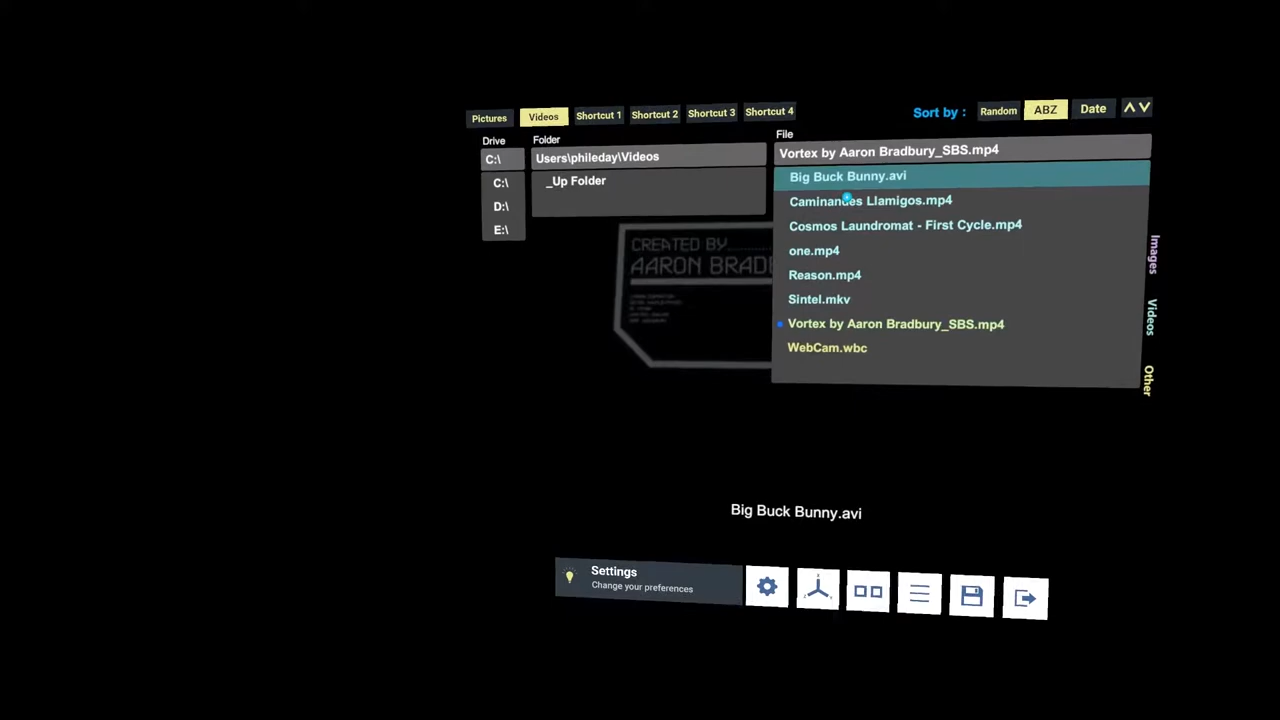 Pictures
Videos
Shortcut 1
Shortcut 2
Shortcut 3
Shortcut 4
Sort by :
Random
ABZ
Date
Drive
Folder
File
C:\
Users\phileday\Videos
Vortex by Aaron Bradbury_SBS.mp4
C:\
D:\
E:\
_Up Folder
Big Buck Bunny.avi
Caminandes Llamigos.mp4
Cosmos Laundromat - First Cycle.mp4
one.mp4
Reason.mp4
Sintel.mkv
Vortex by Aaron Bradbury_SBS.mp4
WebCam.wbc
Images
Videos
Other
CREATED BY
AARON BRAD
Big Buck Bunny.avi
Settings
Change your preferences